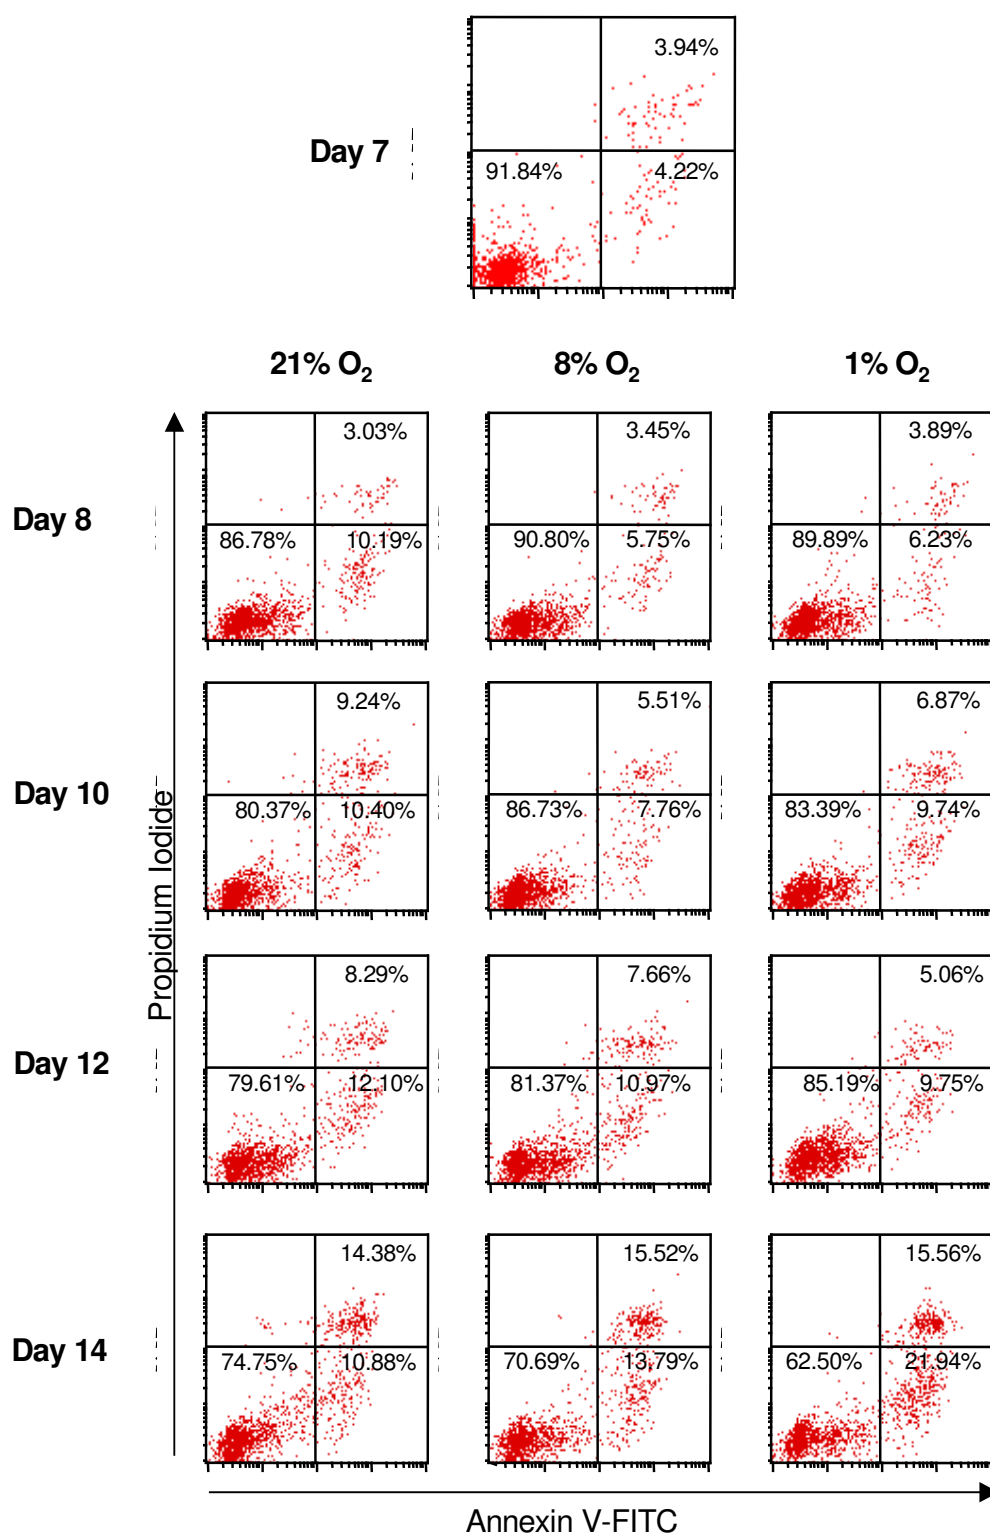 3.94%
Day 7
91.84% 4.22%
21% O₂ 8% O₂ 1% O₂
3.03% 3.45% 3.89%
Day 8
86.78% 10.19% 90.80% 5.75% 89.89% 6.23%
9.24% 5.51% 6.87%
Day 10
80.37% 10.40% 86.73% 7.76% 83.39% 9.74%
Propidium Iodide
8.29% 7.66% 5.06%
Day 12
79.61% 12.10% 81.37% 10.97% 85.19% 9.75%
14.38% 15.52% 15.56%
Day 14
74.75% 10.88% 70.69% 13.79% 62.50% 21.94%
Annexin V-FITC